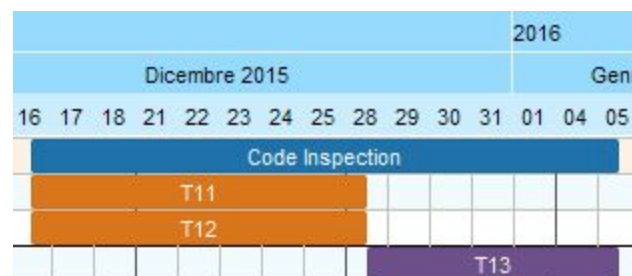 2016
Dicembre 2015 Gen
16 17 18 21 22 23 24 25 28 29 30 31 01 04 05
Code Inspection
T11
T12
T13